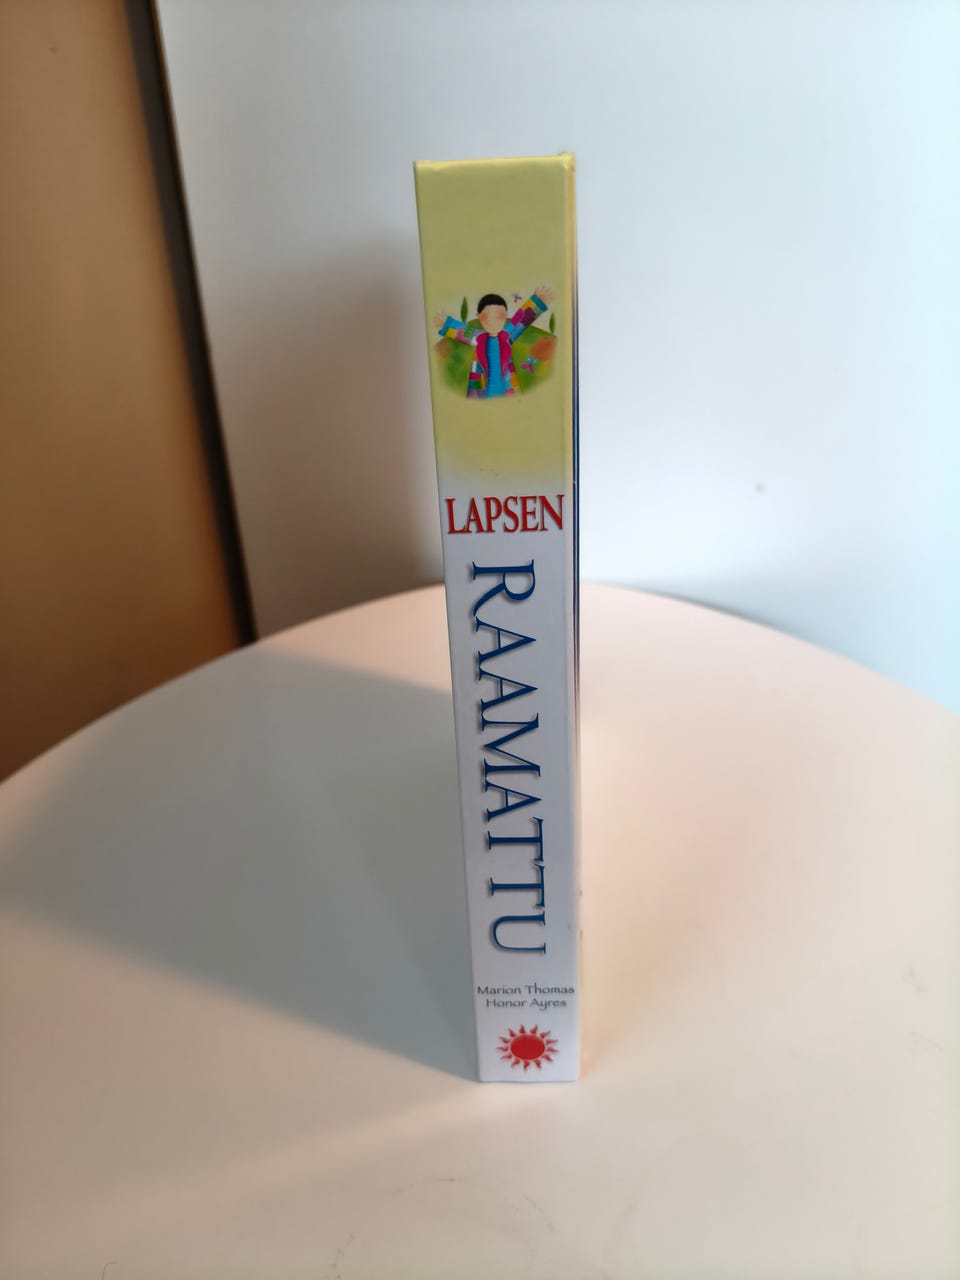 LAPSEN
RAAMATTU
Marion Thomas
Honor Ayres